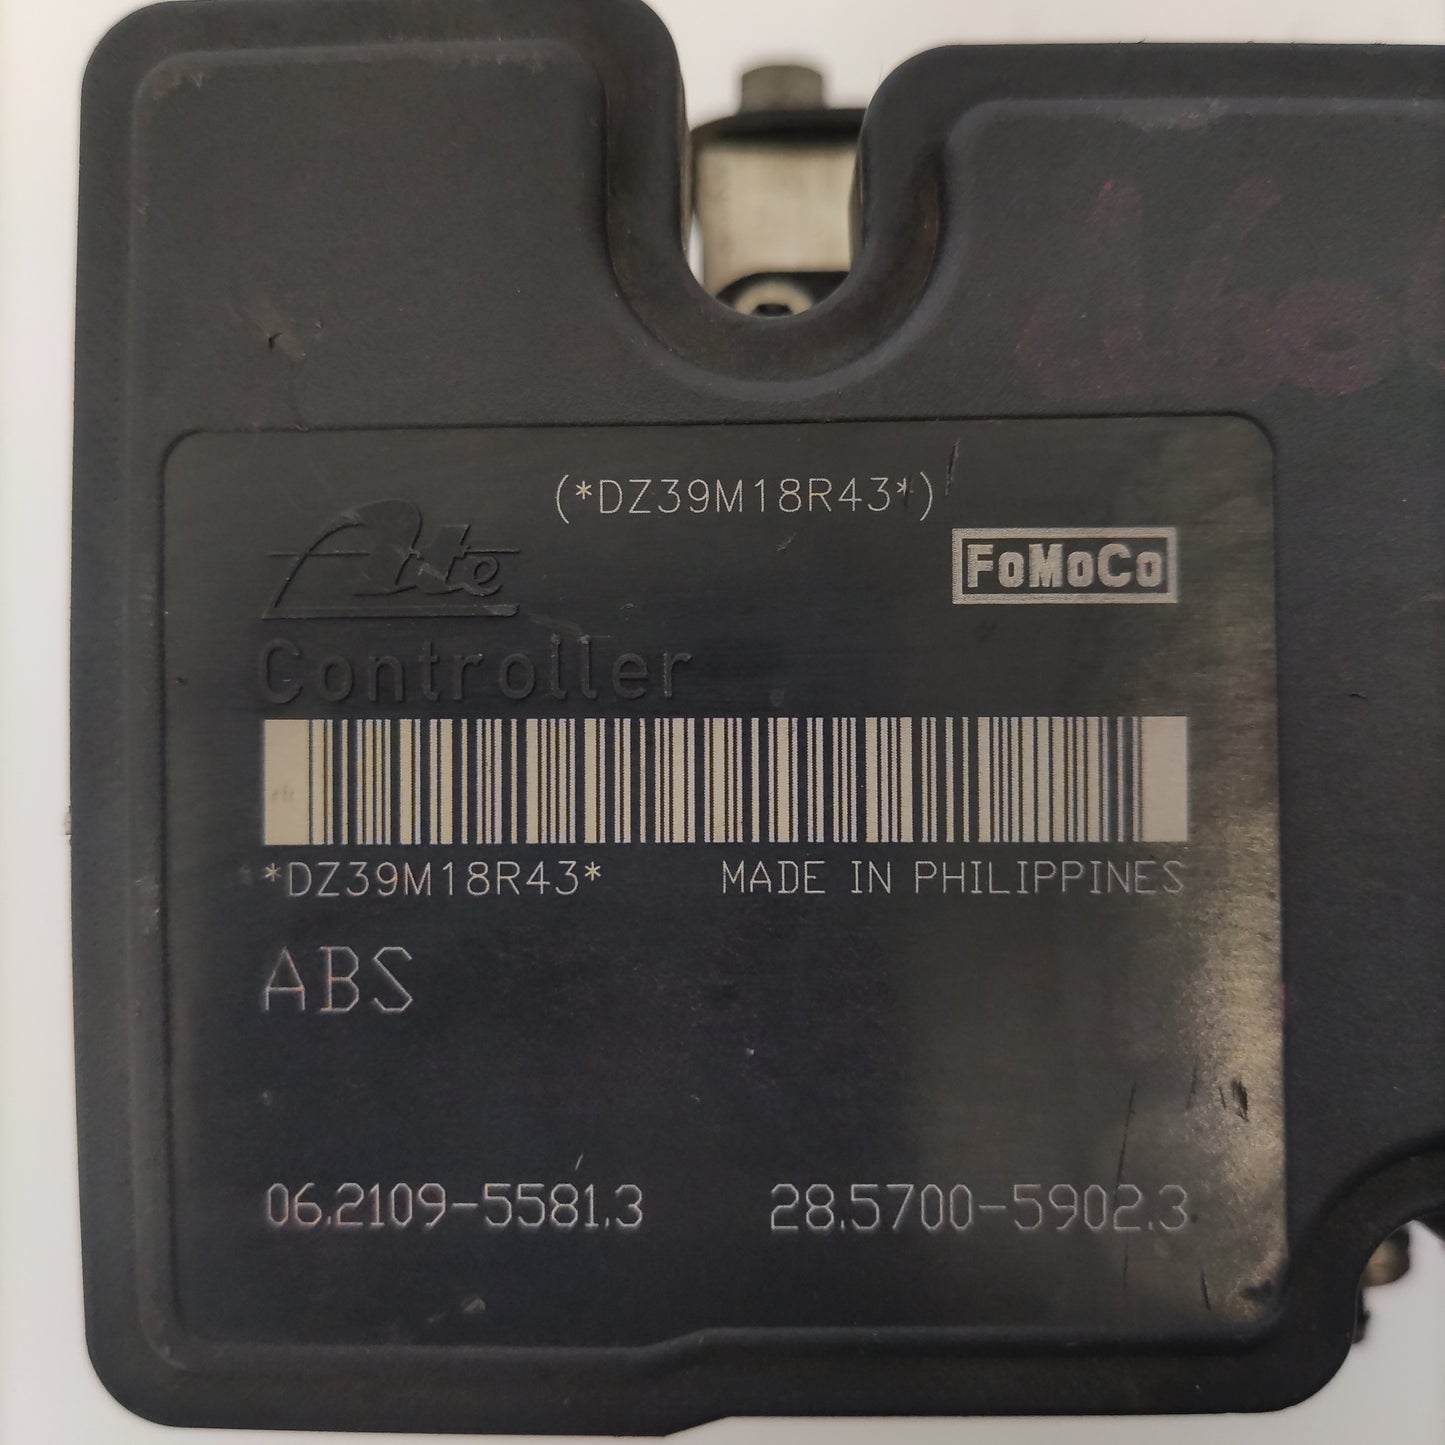 (*DZ39M18R43*)
Ate
FoMoCo
Controller
*DZ39M18R43* MADE IN PHILIPPINES
ABS
06.2109-5581.3 28.5700-5902.3